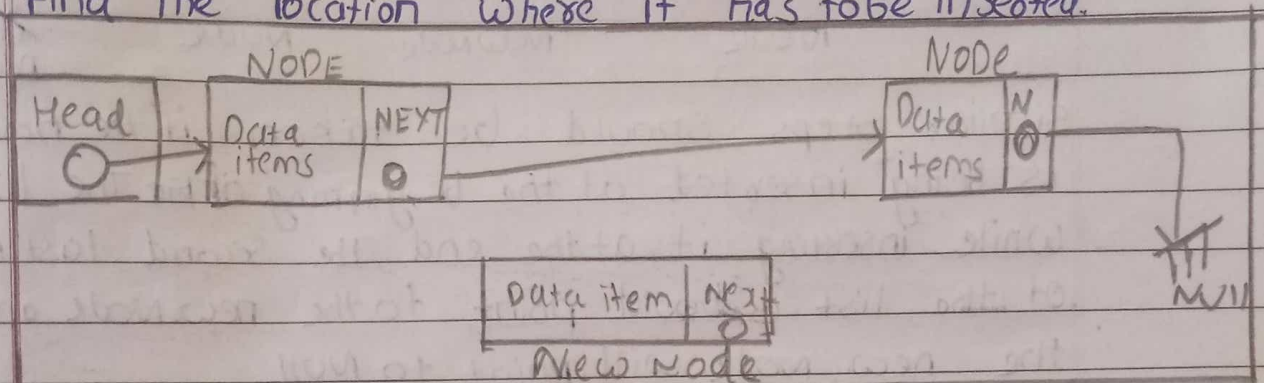 Find the location where it has to be inseted.
NODE NODE
Head Data NEXT Data N
items items
Data item Next NUll
New Node